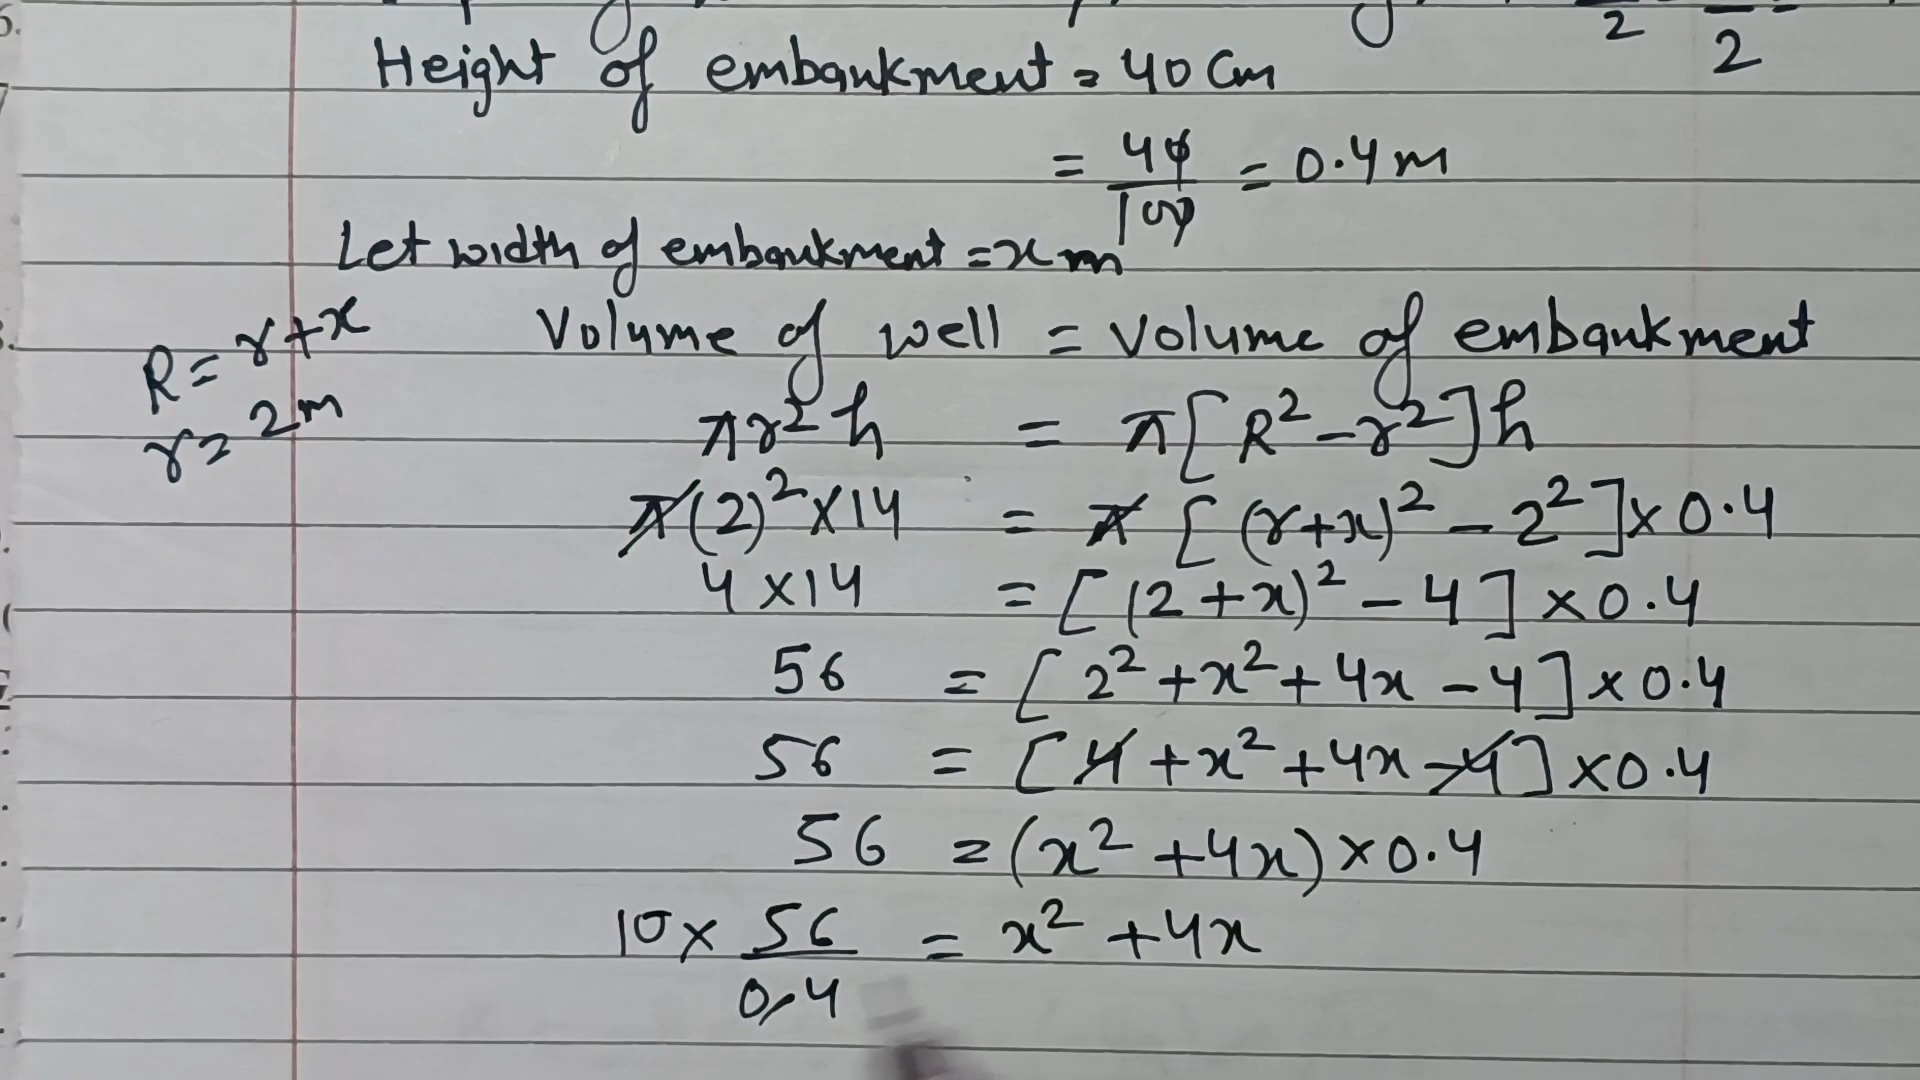 2 2
Height of embankment = 40 Cm
= 40/100 = 0.4 m
Let width of embankment = x m
R = r+x
r = 2m
Volume of well = Volume of embankment
πr²h = π[R²-r²]h
π(2)²×14 = π[(r+x)²-2²]×0.4
4×14 = [(2+x)²-4]×0.4
56 = [2²+x²+4x-4]×0.4
56 = [4+x²+4x-4]×0.4
56 = (x²+4x)×0.4
10×56/0.4 = x²+4x